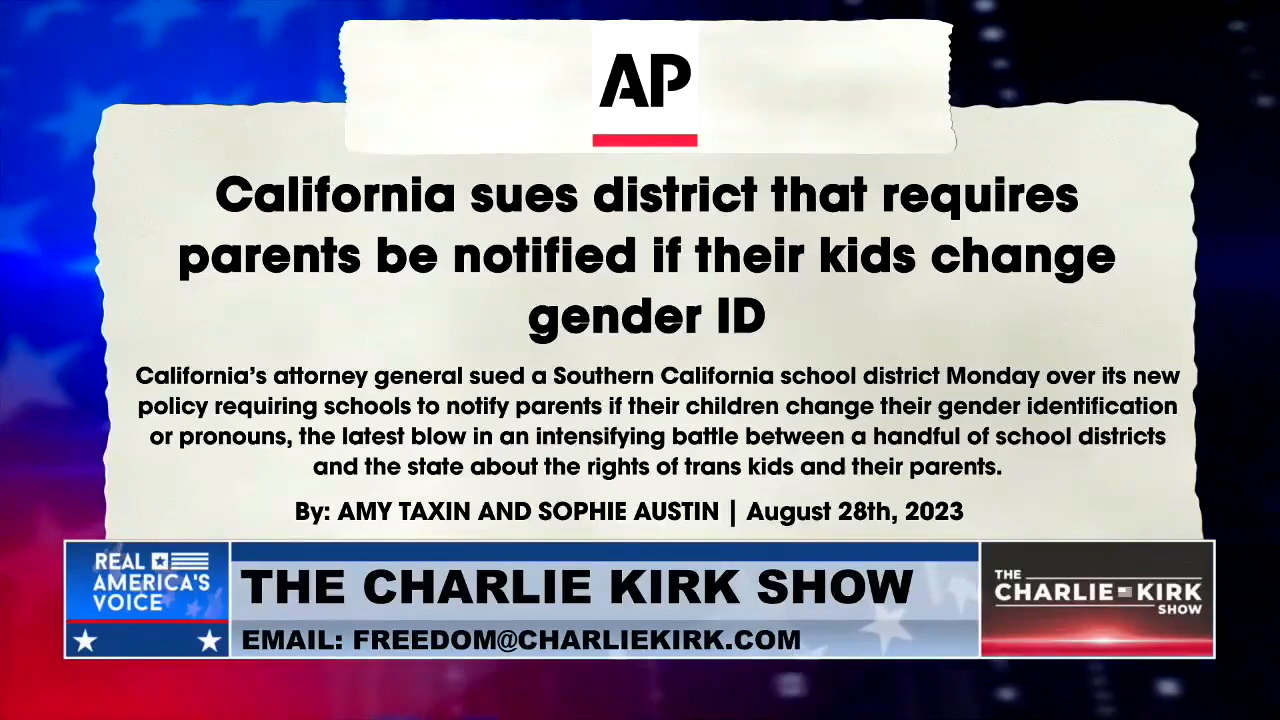 AP
California sues district that requires
parents be notified if their kids change
gender ID
California's attorney general sued a Southern California school district Monday over its new
policy requiring schools to notify parents if their children change their gender identification
or pronouns, the latest blow in an intensifying battle between a handful of school districts
and the state about the rights of trans kids and their parents.
By: AMY TAXIN AND SOPHIE AUSTIN | August 28th, 2023
REAL
AMERICA'S
VOICE
THE CHARLIE KIRK SHOW
EMAIL: FREEDOM@CHARLIEKIRK.COM
THE
CHARLIE KIRK
SHOW